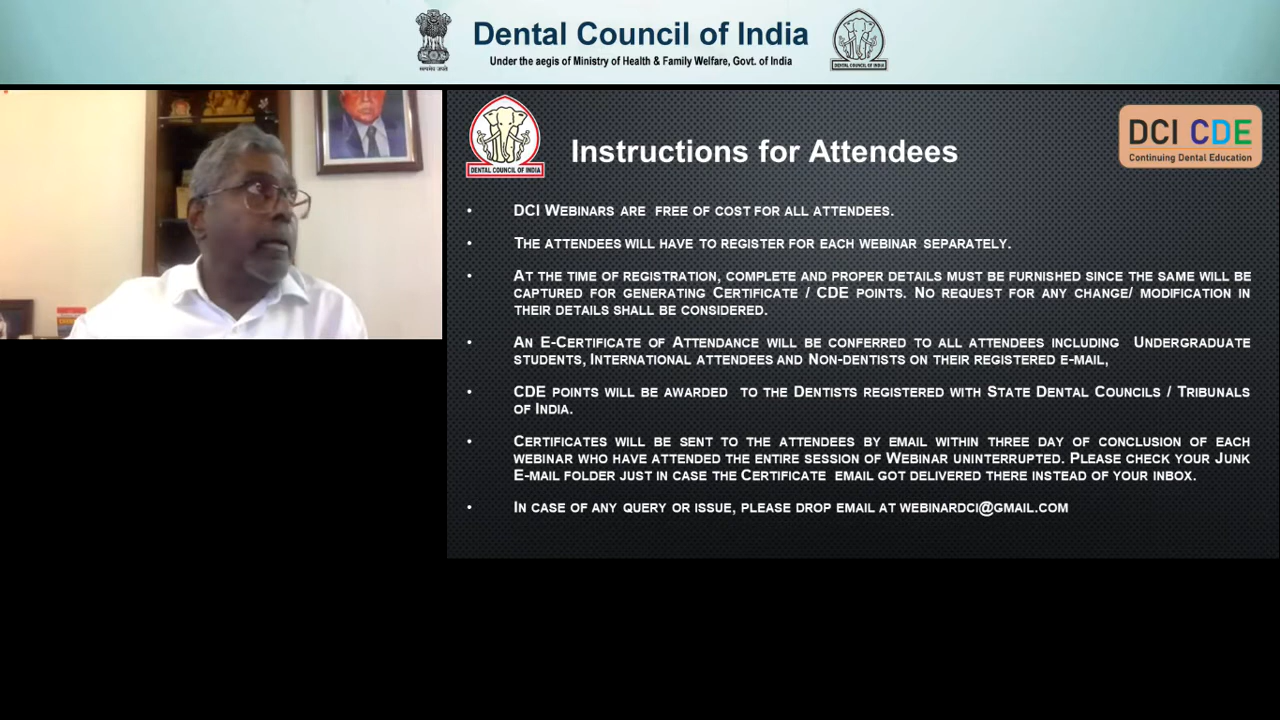 Dental Council of India
Under the aegis of Ministry of Health & Family Welfare, Govt. of India
सत्यमेव जयते
DENTAL COUNCIL OF INDIA
DENTAL COUNCIL OF INDIA
Instructions for Attendees
DCI CDE
Continuing Dental Education
• DCI WEBINARS ARE FREE OF COST FOR ALL ATTENDEES.
• THE ATTENDEES WILL HAVE TO REGISTER FOR EACH WEBINAR SEPARATELY.
• AT THE TIME OF REGISTRATION, COMPLETE AND PROPER DETAILS MUST BE FURNISHED SINCE THE SAME WILL BE
CAPTURED FOR GENERATING CERTIFICATE / CDE POINTS. NO REQUEST FOR ANY CHANGE/ MODIFICATION IN
THEIR DETAILS SHALL BE CONSIDERED.
• AN E-CERTIFICATE OF ATTENDANCE WILL BE CONFERRED TO ALL ATTENDEES INCLUDING UNDERGRADUATE
STUDENTS, INTERNATIONAL ATTENDEES AND NON-DENTISTS ON THEIR REGISTERED E-MAIL,
• CDE POINTS WILL BE AWARDED TO THE DENTISTS REGISTERED WITH STATE DENTAL COUNCILS / TRIBUNALS
OF INDIA.
• CERTIFICATES WILL BE SENT TO THE ATTENDEES BY EMAIL WITHIN THREE DAY OF CONCLUSION OF EACH
WEBINAR WHO HAVE ATTENDED THE ENTIRE SESSION OF WEBINAR UNINTERRUPTED. PLEASE CHECK YOUR JUNK
E-MAIL FOLDER JUST IN CASE THE CERTIFICATE EMAIL GOT DELIVERED THERE INSTEAD OF YOUR INBOX.
• IN CASE OF ANY QUERY OR ISSUE, PLEASE DROP EMAIL AT WEBINARDCI@GMAIL.COM